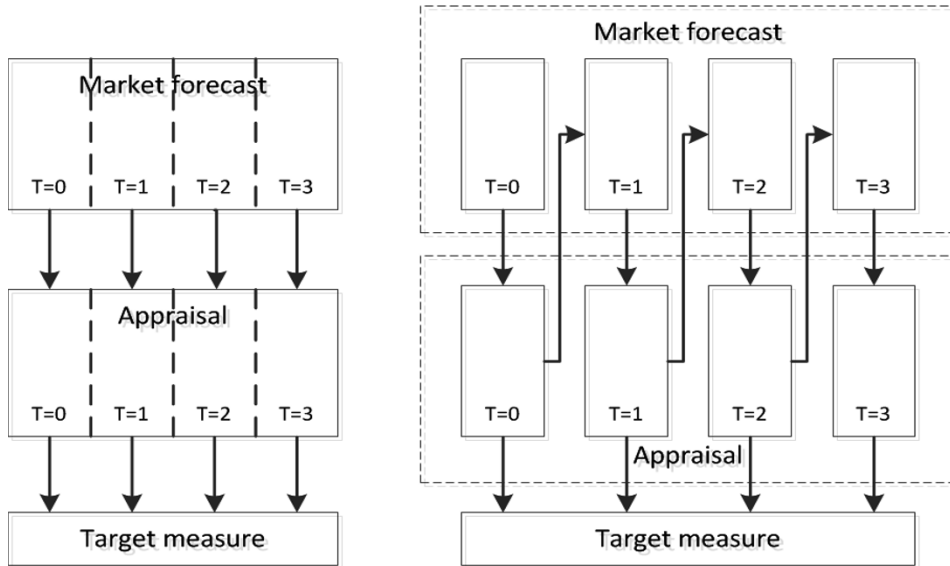 Market forecast
T=0 T=1 T=2 T=3
Appraisal
T=0 T=1 T=2 T=3
Target measure
Market forecast
T=0 T=1 T=2 T=3
T=0 T=1 T=2 T=3
Appraisal
Target measure